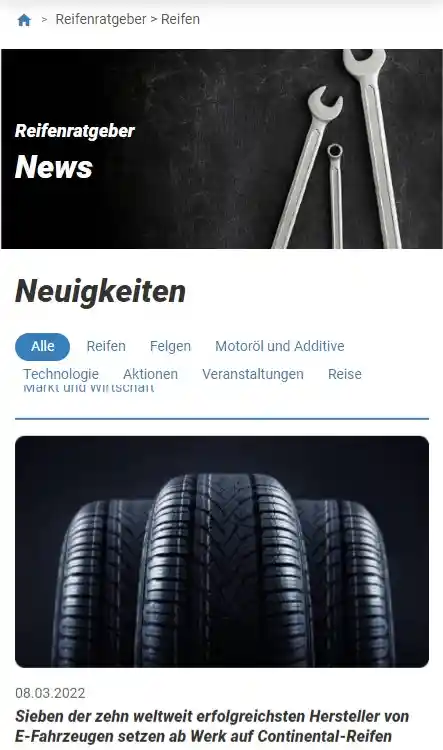 > Reifenratgeber > Reifen
Reifenratgeber
News
Neuigkeiten
Alle Reifen Felgen Motoröl und Additive
Technologie Aktionen Veranstaltungen Reise
Markt und Wirtschaft
08.03.2022
Sieben der zehn weltweit erfolgreichsten Hersteller von
E-Fahrzeugen setzen ab Werk auf Continental-Reifen